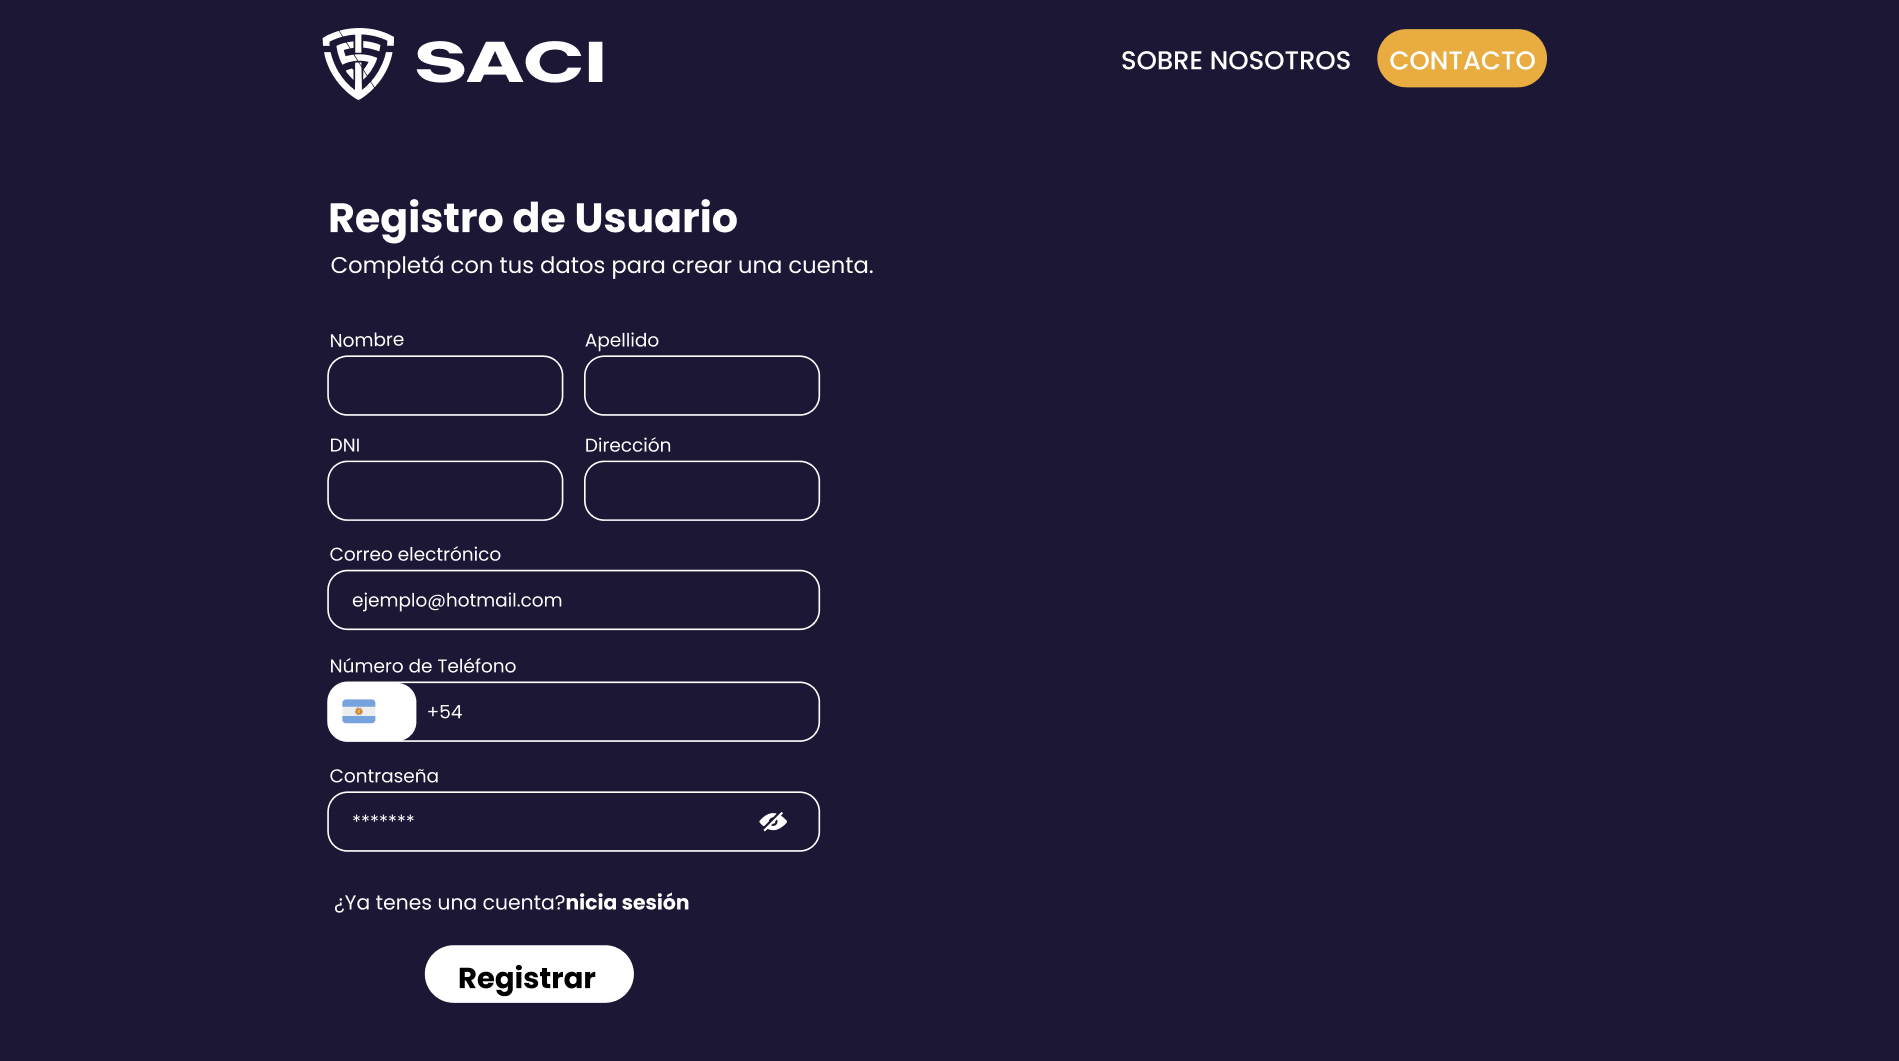 SACI
SOBRE NOSOTROS
CONTACTO
Registro de Usuario
Completá con tus datos para crear una cuenta.
Nombre
Apellido
DNI
Dirección
Correo electrónico
ejemplo@hotmail.com
Número de Teléfono
+54
Contraseña
*******
¿Ya tenes una cuenta?nicia sesión
Registrar